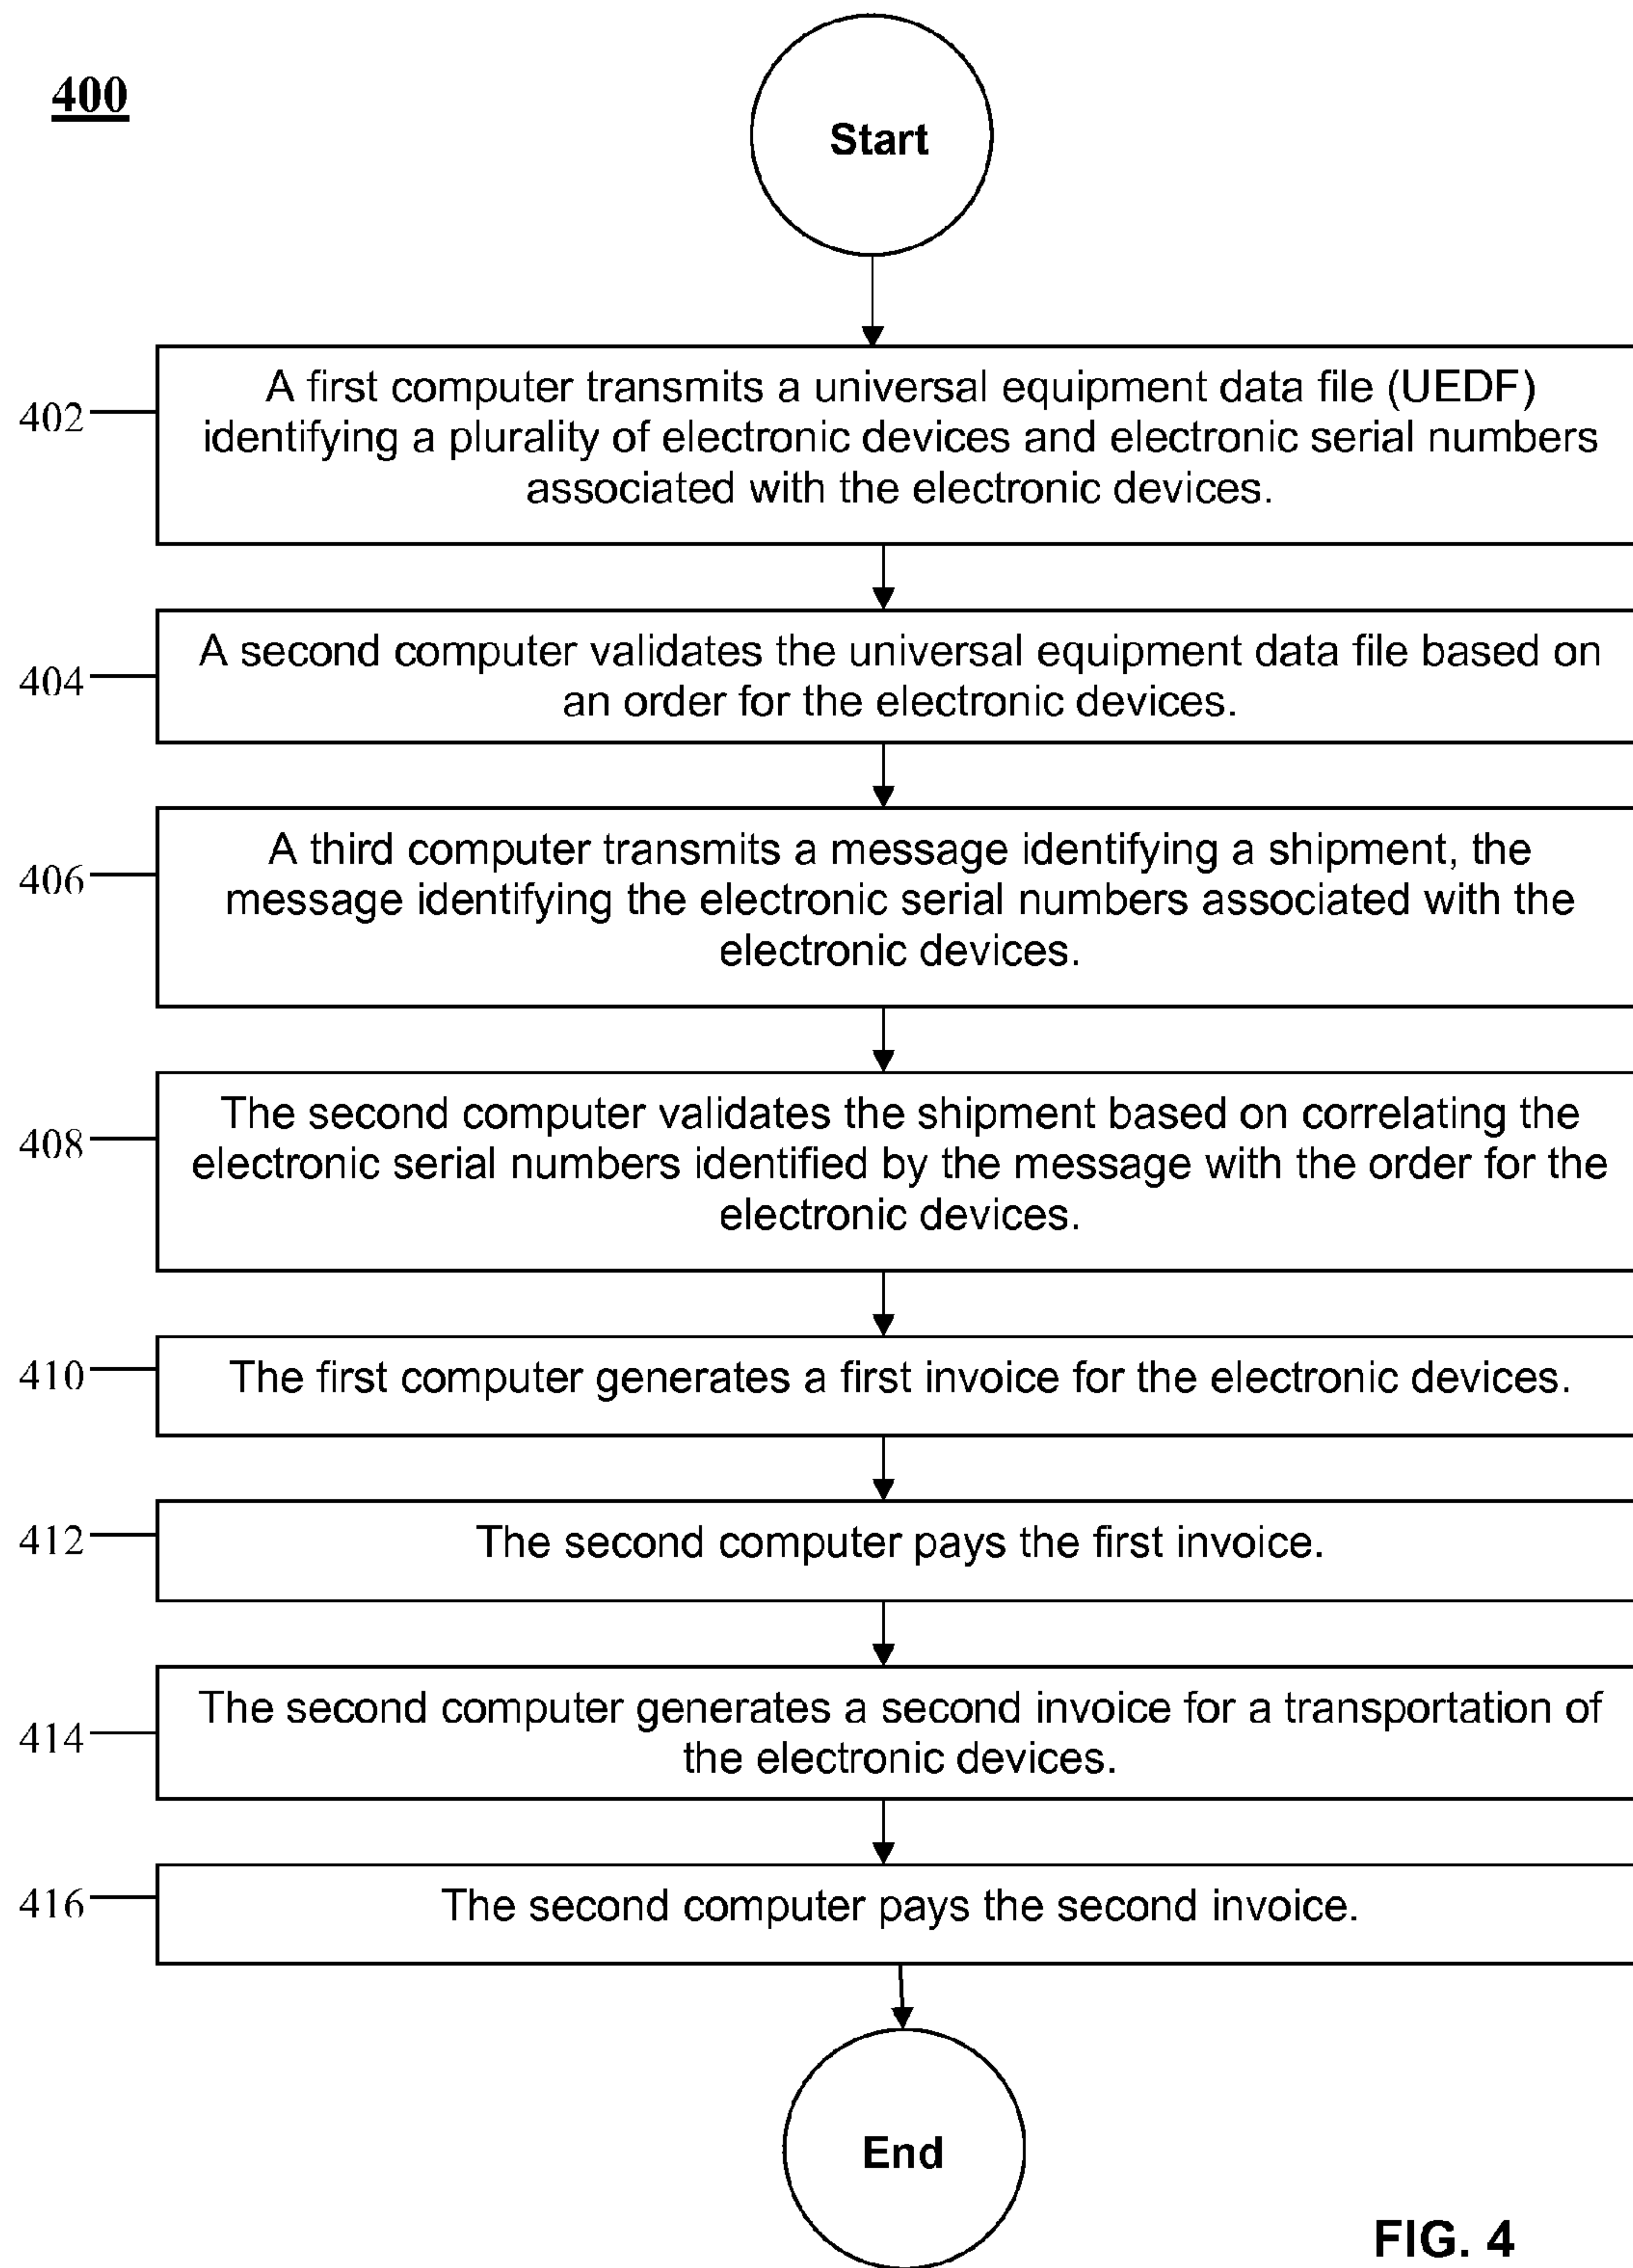 400
Start
402
A first computer transmits a universal equipment data file (UEDF)
identifying a plurality of electronic devices and electronic serial numbers
associated with the electronic devices.
404
A second computer validates the universal equipment data file based on
an order for the electronic devices.
406
A third computer transmits a message identifying a shipment, the
message identifying the electronic serial numbers associated with the
electronic devices.
408
The second computer validates the shipment based on correlating the
electronic serial numbers identified by the message with the order for the
electronic devices.
410
The first computer generates a first invoice for the electronic devices.
412
The second computer pays the first invoice.
414
The second computer generates a second invoice for a transportation of
the electronic devices.
416
The second computer pays the second invoice.
End
FIG. 4